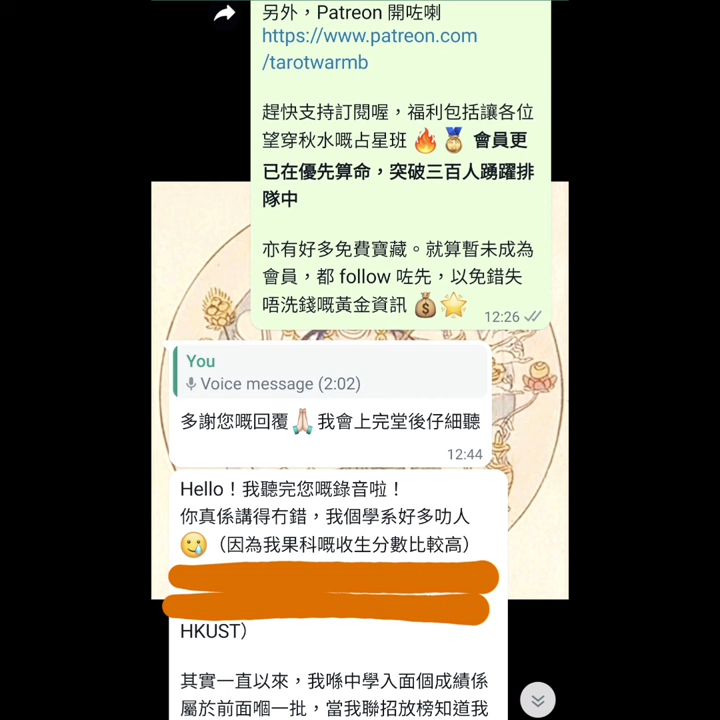 另外，Patreon 開咗喇
https://www.patreon.com
/tarotwarmb
趕快支持訂閱喔，福利包括讓各位
望穿秋水嘅占星班🔥🏅 會員更
已在優先算命，突破三百人踴躍排
隊中
亦有好多免費寶藏。就算暫未成為
會員，都 follow 咗先，以免錯失
唔洗錢嘅黃金資訊💰🌟
12:26
You
Voice message (2:02)
多謝您嘅回覆🙏🏻我會上完堂後仔細聽
12:44
Hello！我聽完您嘅錄音啦！
你真係講得冇錯，我個學系好多叻人
🥲（因為我果科嘅收生分數比較高）
HKUST）
其實一直以來，我喺中學入面個成績係
屬於前面嗰一批，當我聯招放榜知道我